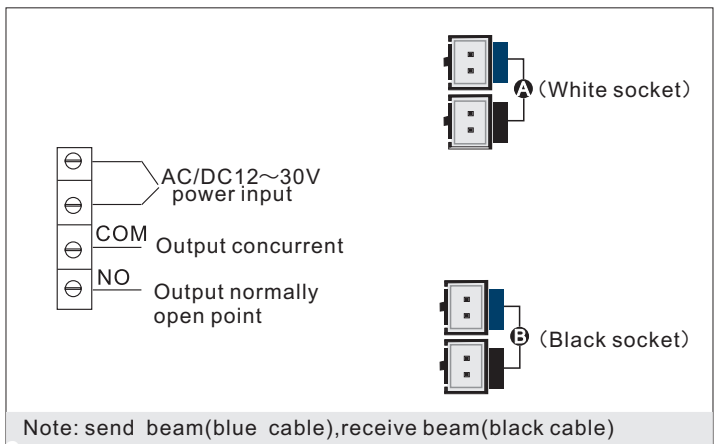 AC/DC12～30V
power input
COM
Output concurrent
NO
Output normally
open point
A (White socket)
B (Black socket)
Note: send beam(blue cable),receive beam(black cable)